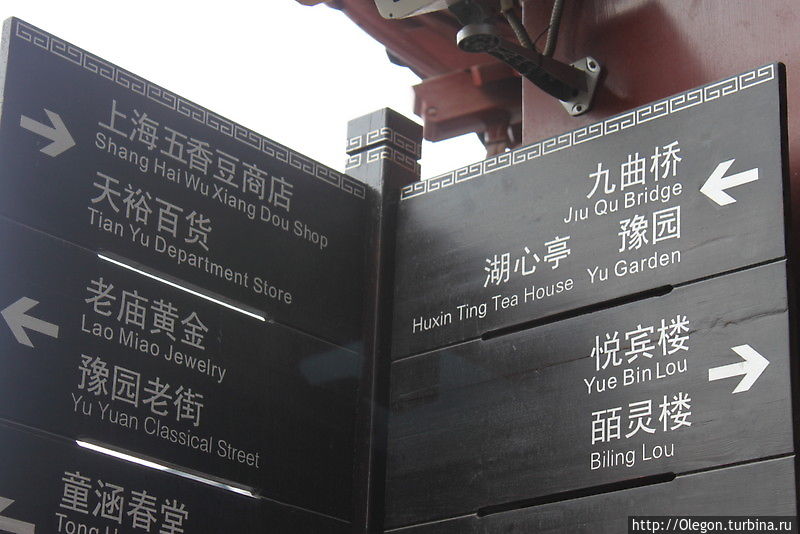 上海五香豆商店
Shang Hai Wu Xiang Dou Shop
天裕百货
Tian Yu Department Store
老庙黄金
Lao Miao Jewelry
豫园老街
Yu Yuan Classical Street
童涵春堂
Tong
九曲桥
Jiu Qu Bridge
湖心亭 豫园
Huxin Ting Tea House Yu Garden
悦宾楼
Yue Bin Lou
皕灵楼
Biling Lou
http://Olegon.turbina.ru